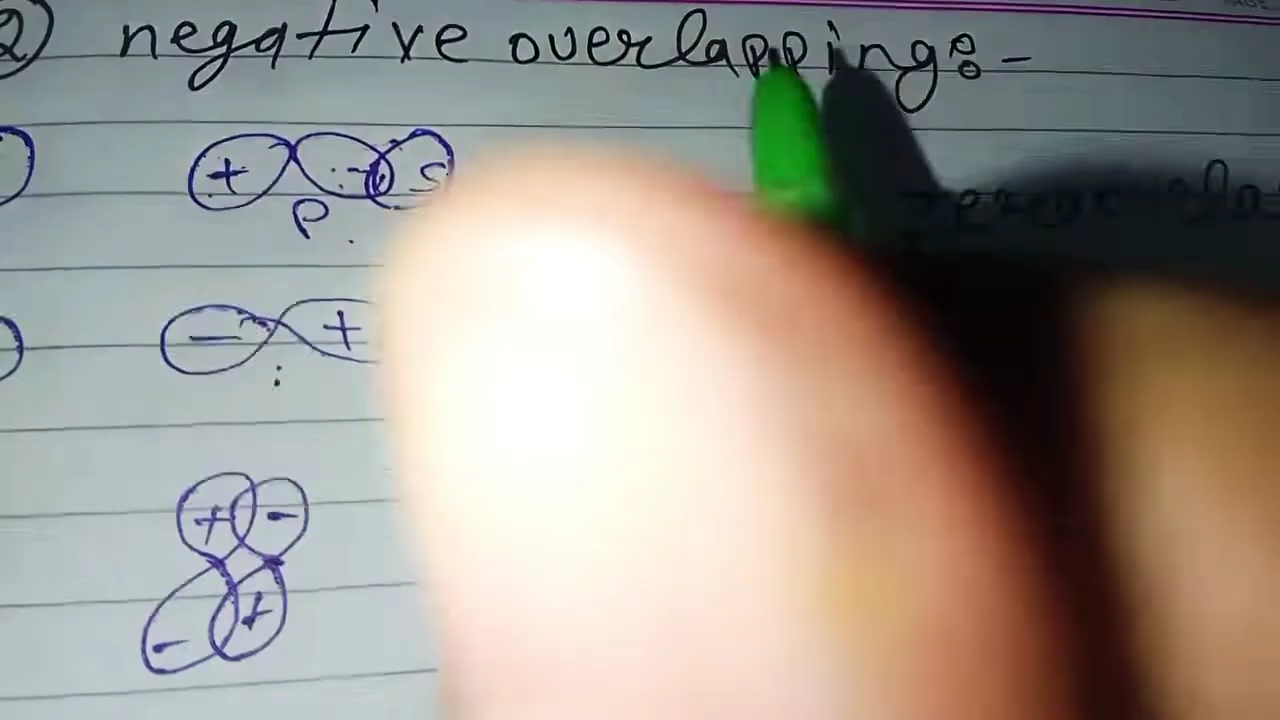 2 negative overlapping:-
+ - S
P
- +
+ -
- +